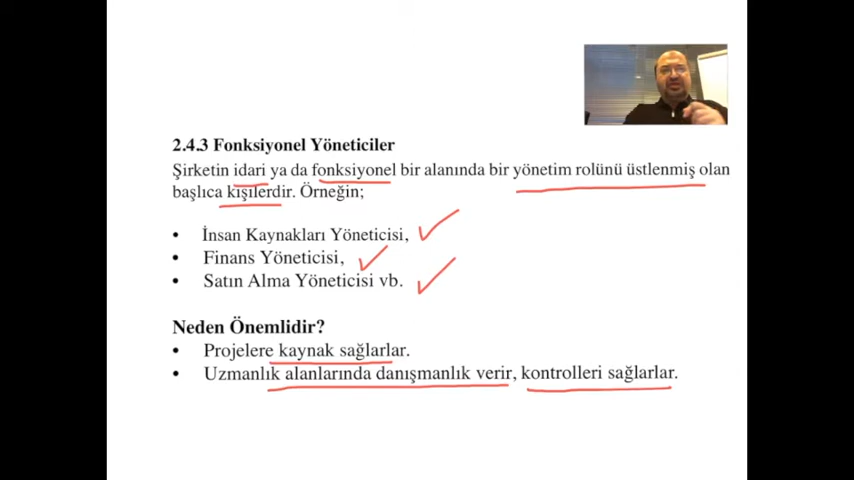 2.4.3 Fonksiyonel Yöneticiler
Şirketin idari ya da fonksiyonel bir alanında bir yönetim rolünü üstlenmiş olan
başlıca kişilerdir. Örneğin;
• İnsan Kaynakları Yöneticisi,
• Finans Yöneticisi,
• Satın Alma Yöneticisi vb.
Neden Önemlidir?
• Projelere kaynak sağlarlar.
• Uzmanlık alanlarında danışmanlık verir, kontrolleri sağlarlar.